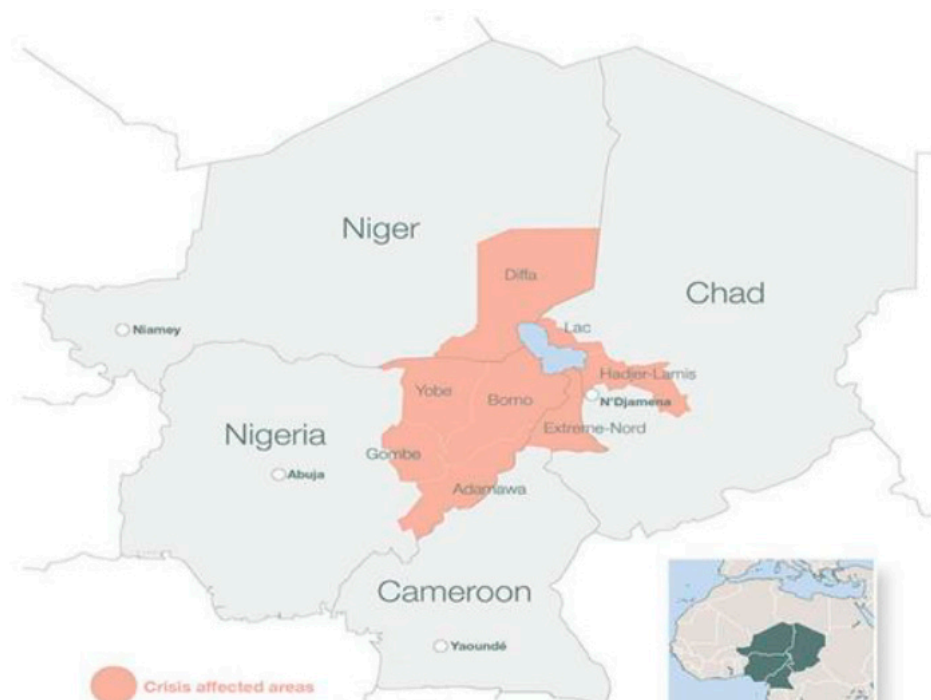 Niger
Diffa
Chad
Niamey
Lac
Hadjer-Lamis
Yobe
Borno
N'Djamena
Extreme-Nord
Nigeria
Gombe
Abuja
Adamawa
Cameroon
Yaoundé
Crisis affected areas